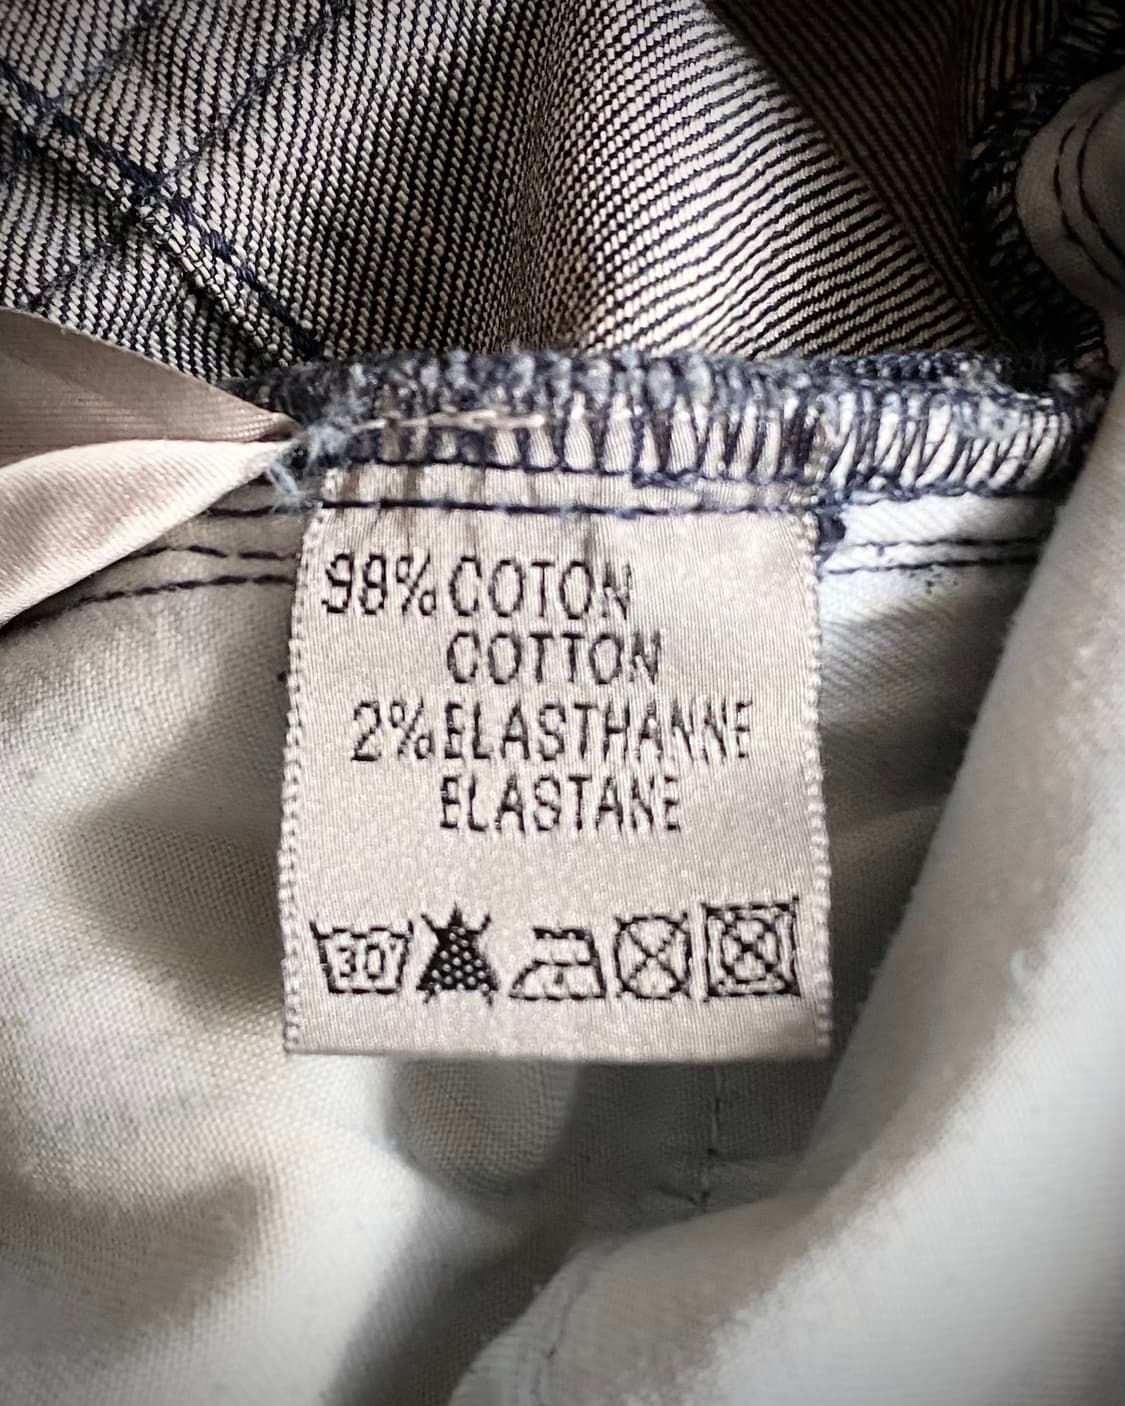 98% COTON
COTTON
2% ELASTHANNE
ELASTANE
30